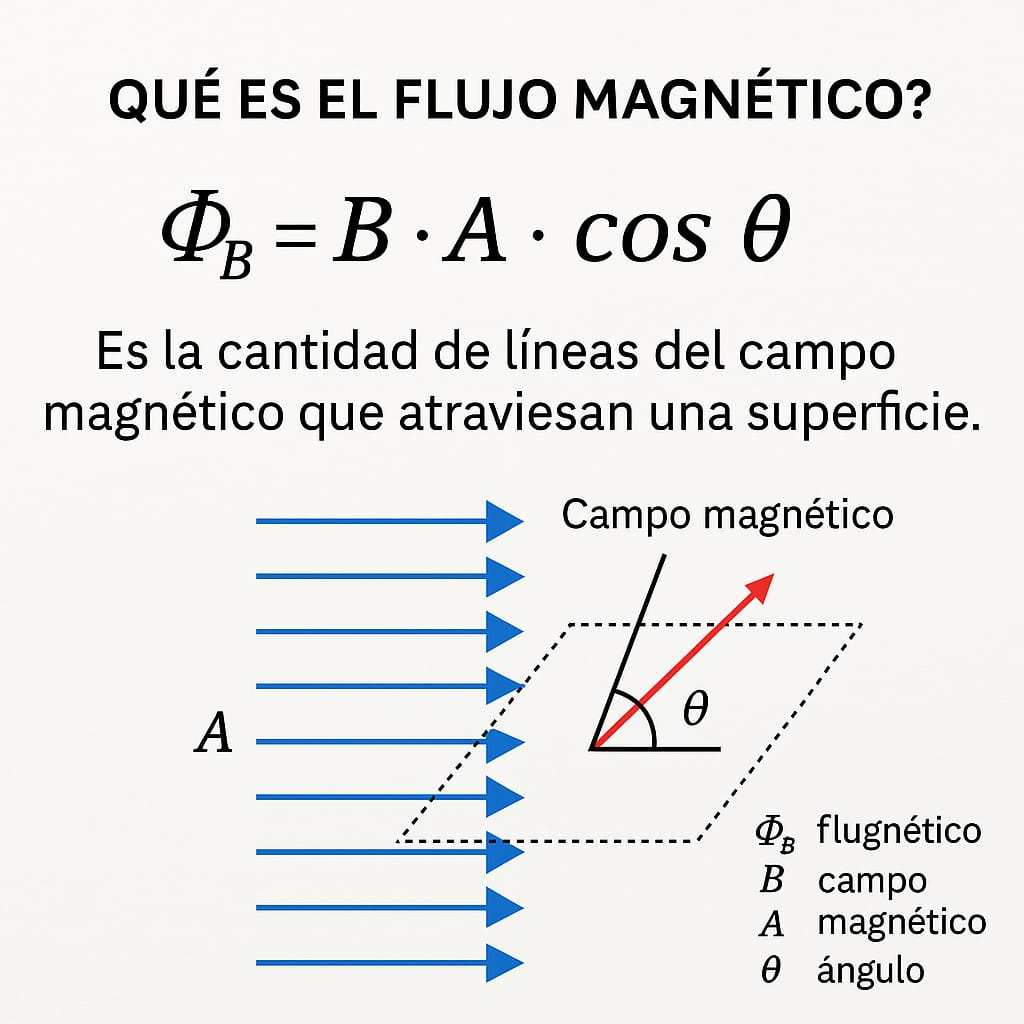 QUÉ ES EL FLUJO MAGNÉTICO?
Φ_B = B · A · cos θ
Es la cantidad de líneas del campo
magnético que atraviesan una superficie.
Campo magnético
θ
A
Φ_B flugnético
B campo
A magnético
θ ángulo